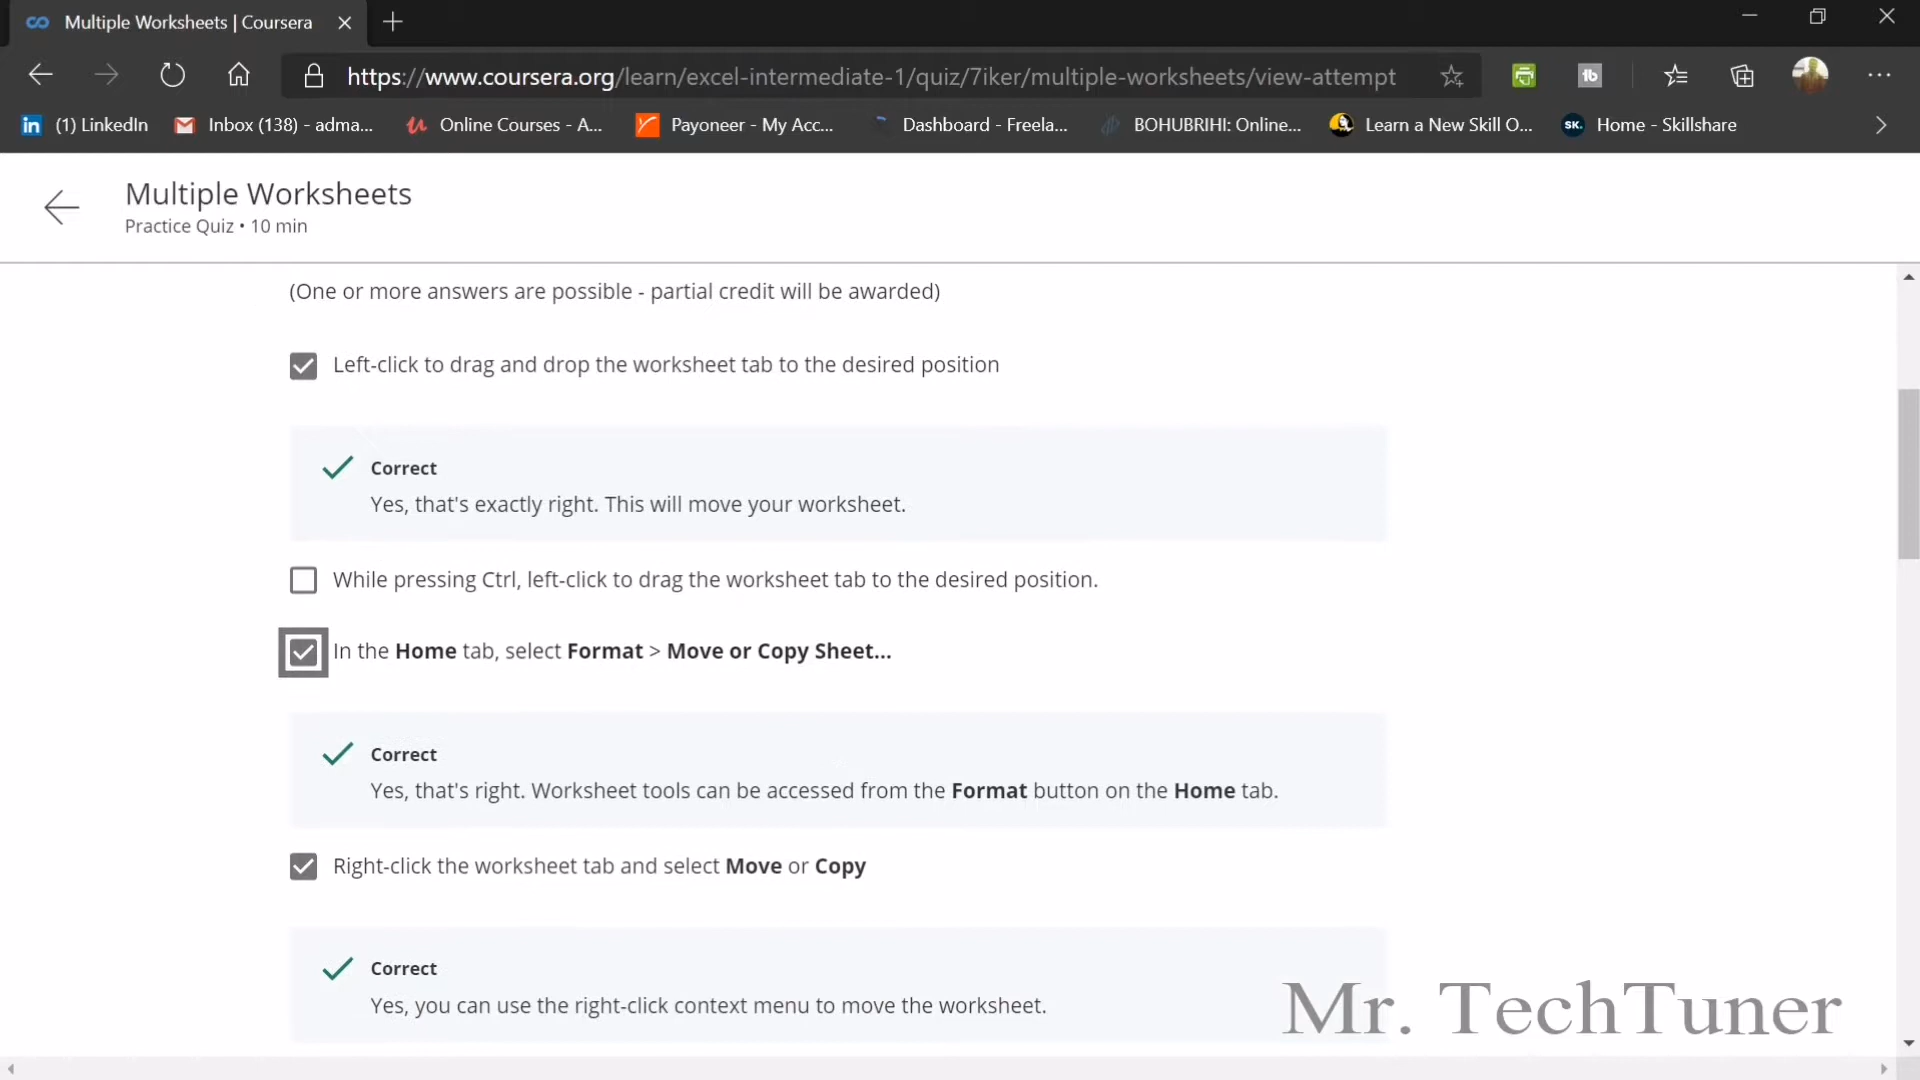 Multiple Worksheets | Coursera
https://www.coursera.org/learn/excel-intermediate-1/quiz/7iker/multiple-worksheets/view-attempt
(1) LinkedIn
Inbox (138) - adma...
Online Courses - A...
Payoneer - My Acc...
Dashboard - Freela...
BOHUBRIHI: Online...
Learn a New Skill O...
SK.
Home - Skillshare
Multiple Worksheets
Practice Quiz • 10 min
(One or more answers are possible - partial credit will be awarded)
Left-click to drag and drop the worksheet tab to the desired position
Correct
Yes, that's exactly right. This will move your worksheet.
While pressing Ctrl, left-click to drag the worksheet tab to the desired position.
In the Home tab, select Format > Move or Copy Sheet...
Correct
Yes, that's right. Worksheet tools can be accessed from the Format button on the Home tab.
Right-click the worksheet tab and select Move or Copy
Correct
Yes, you can use the right-click context menu to move the worksheet.
Mr. TechTuner